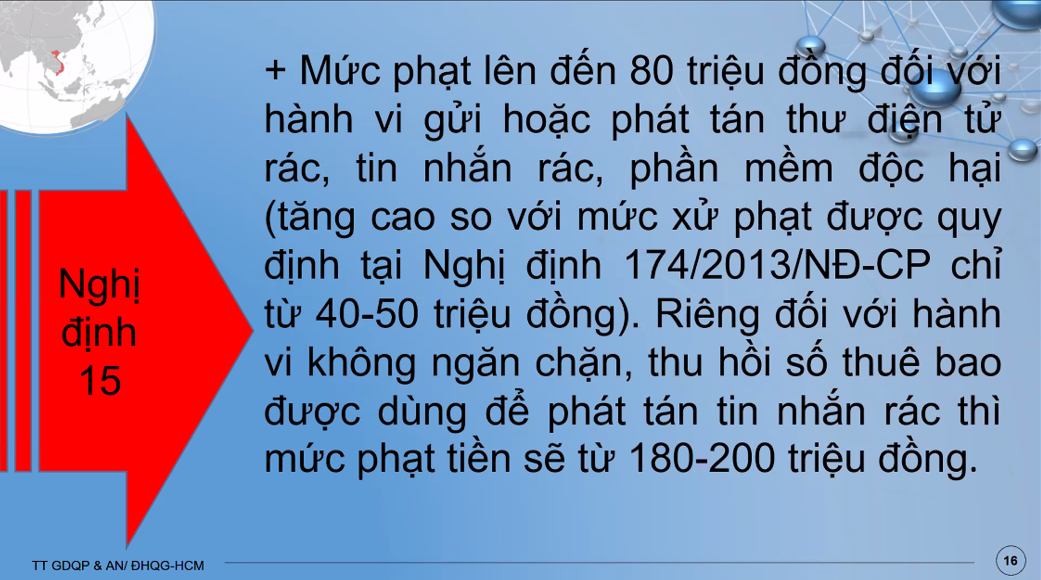 + Mức phạt lên đến 80 triệu đồng đối với
hành vi gửi hoặc phát tán thư điện tử
rác, tin nhắn rác, phần mềm độc hại
(tăng cao so với mức xử phạt được quy
định tại Nghị định 174/2013/NĐ-CP chỉ
từ 40-50 triệu đồng). Riêng đối với hành
vi không ngăn chặn, thu hồi số thuê bao
được dùng để phát tán tin nhắn rác thì
mức phạt tiền sẽ từ 180-200 triệu đồng.
Nghị
định
15
TT GDQP & AN/ ĐHQG-HCM
16